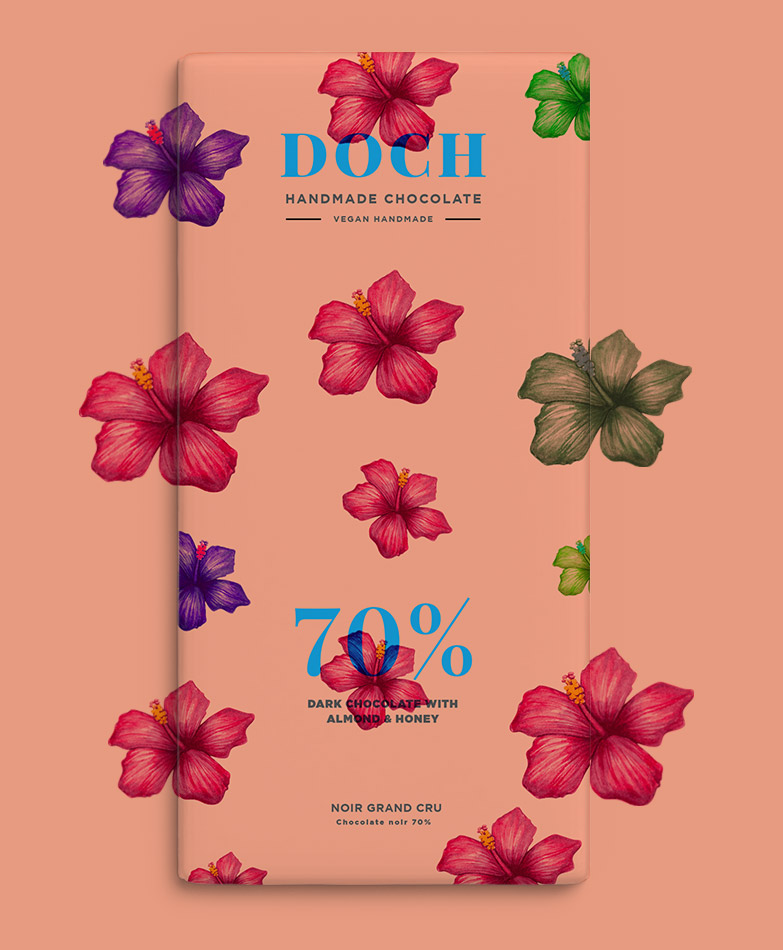 DOCH
HANDMADE CHOCOLATE
VEGAN HANDMADE
70%
DARK CHOCOLATE WITH
ALMOND & HONEY
NOIR GRAND CRU
Chocolate noir 70%